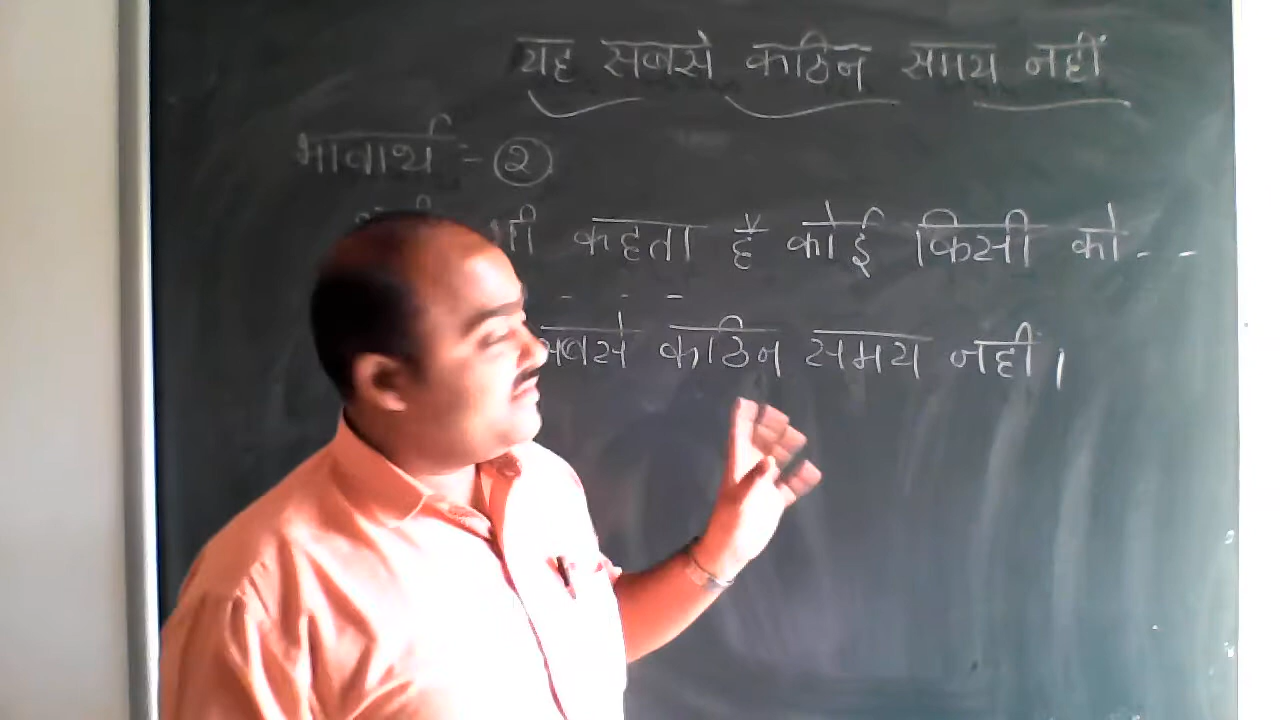 यह सबसे कठिन समय नहीं
भावार्थ :- २
भी कहता है कोई किसी को - -
- - -
सबसे कठिन समय नहीं।